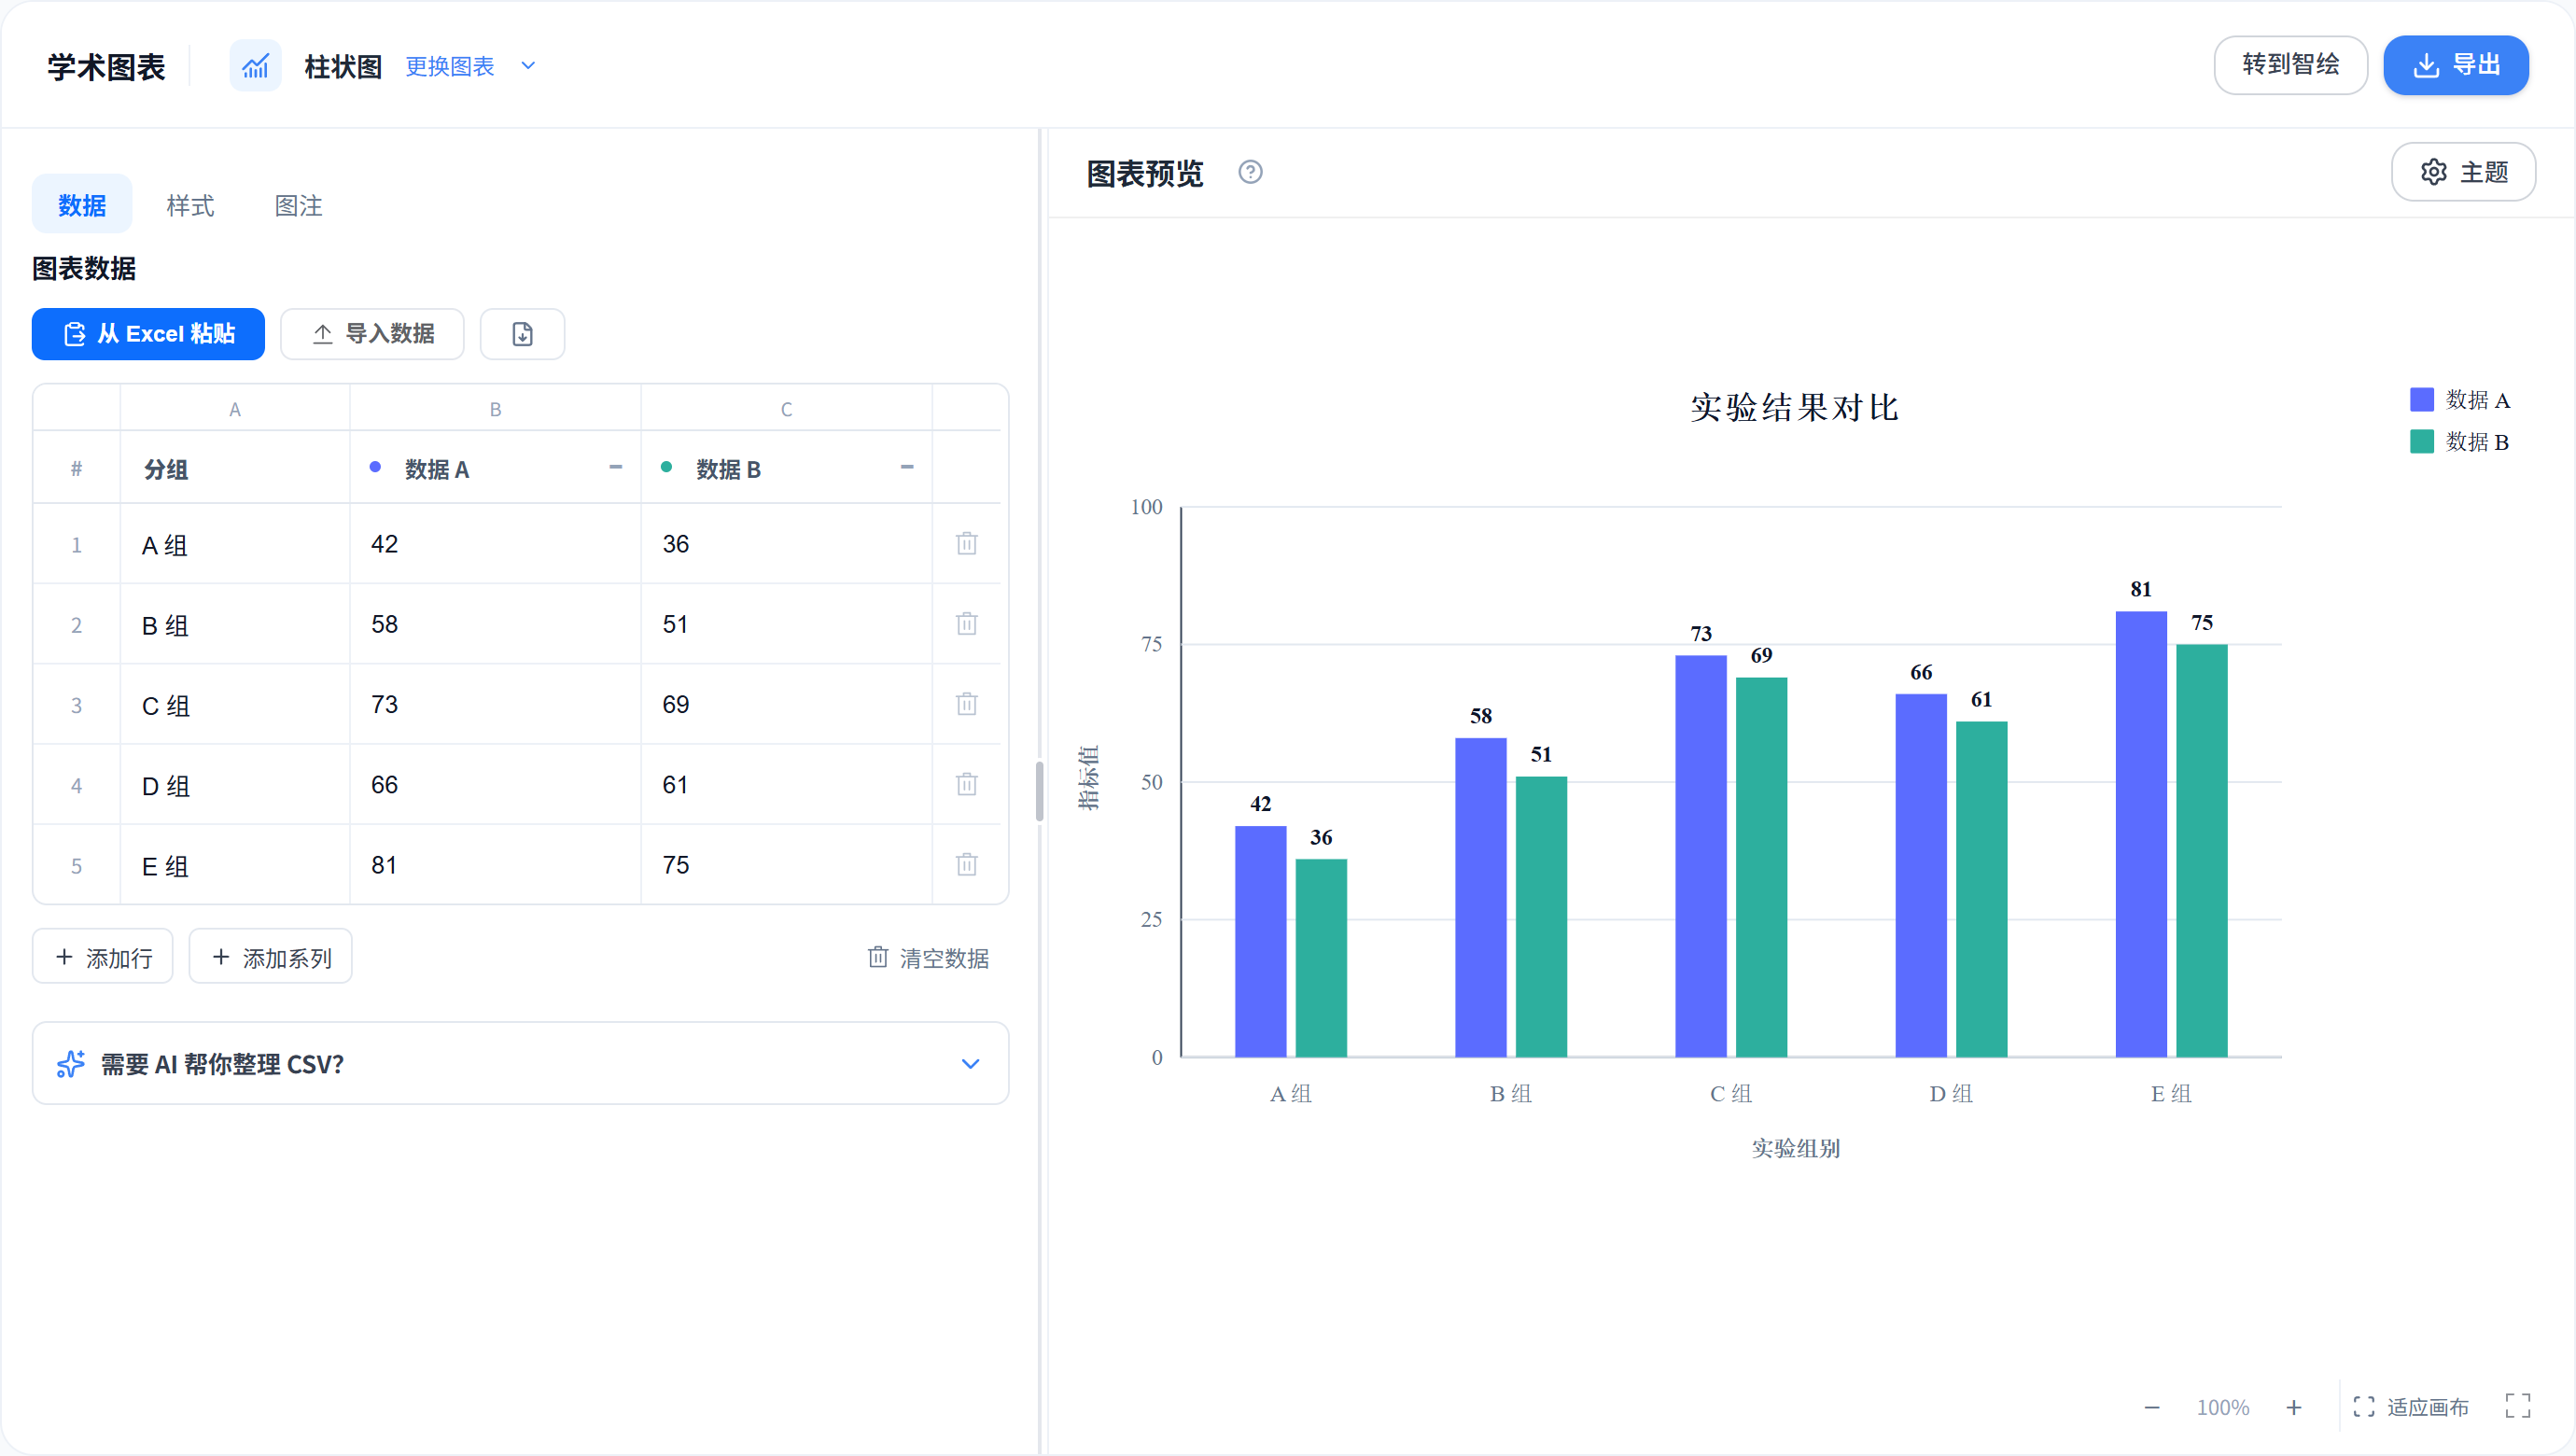 学术图表
柱状图 更换图表
转到智绘 导出
数据 样式 图注
图表数据
从 Excel 粘贴 导入数据
A B C
# 分组 数据 A 数据 B
1 A 组 42 36
2 B 组 58 51
3 C 组 73 69
4 D 组 66 61
5 E 组 81 75
添加行 添加系列 清空数据
需要 AI 帮你整理 CSV?
图表预览 主题
实验结果对比
数据 A
数据 B
指标值
100
75
50
25
0
42 36 58 51 73 69 66 61 81 75
A 组 B 组 C 组 D 组 E 组
实验组别
100% 适应画布